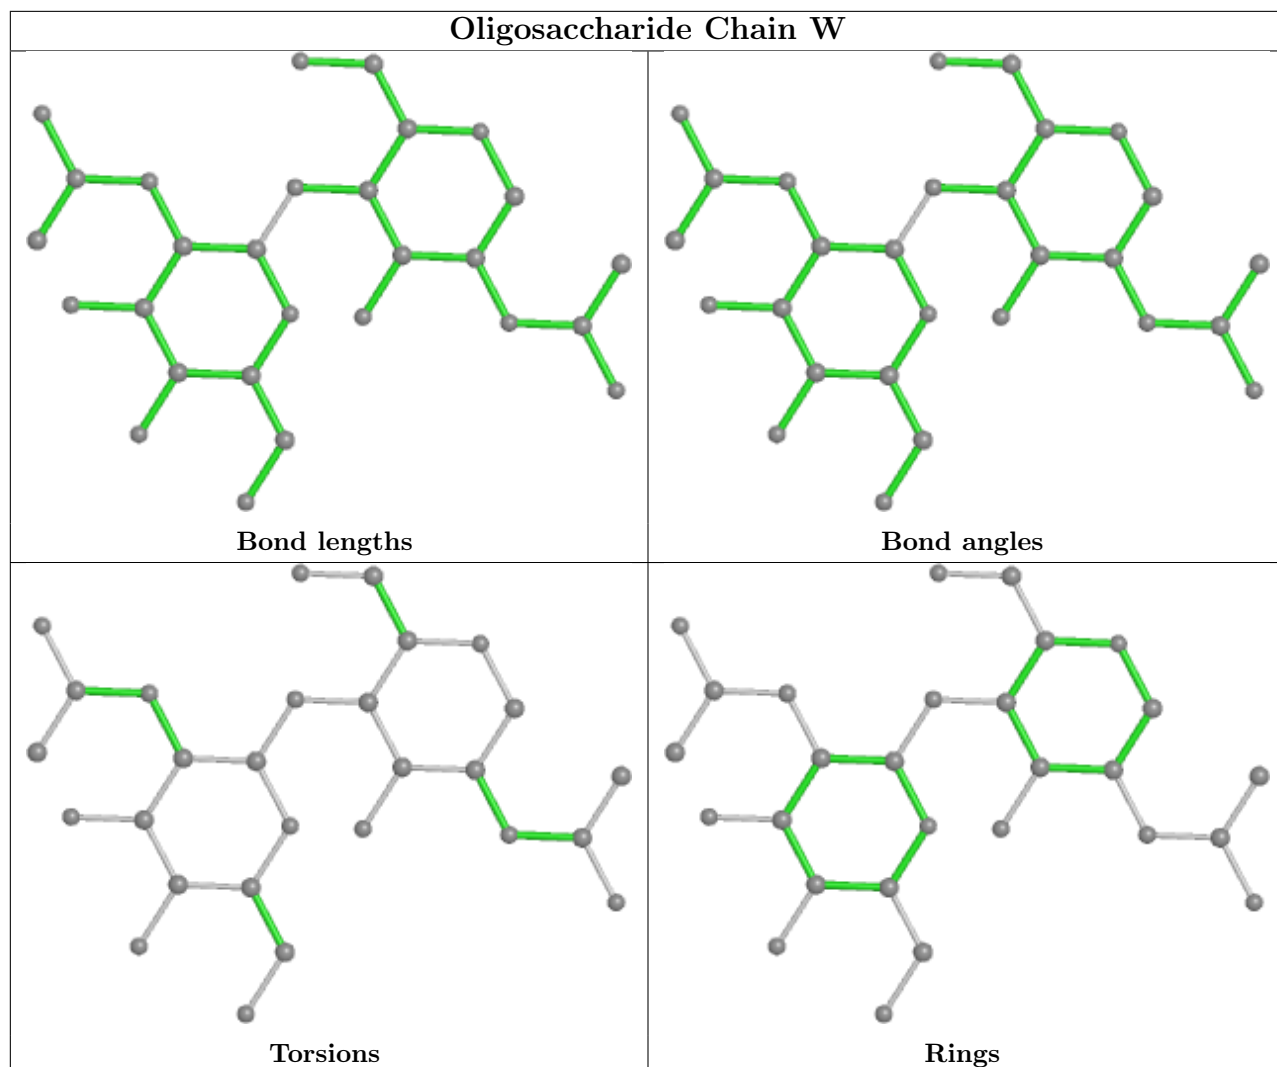 Oligosaccharide Chain W
Bond lengths
Bond angles
Torsions
Rings